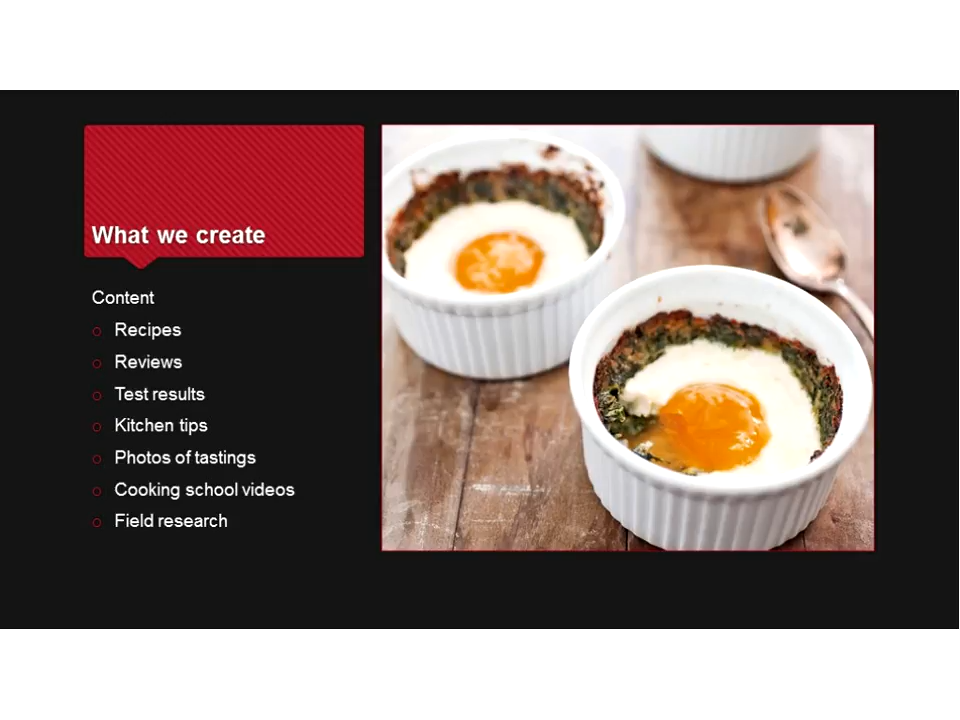 What we create
Content
Recipes
Reviews
Test results
Kitchen tips
Photos of tastings
Cooking school videos
Field research